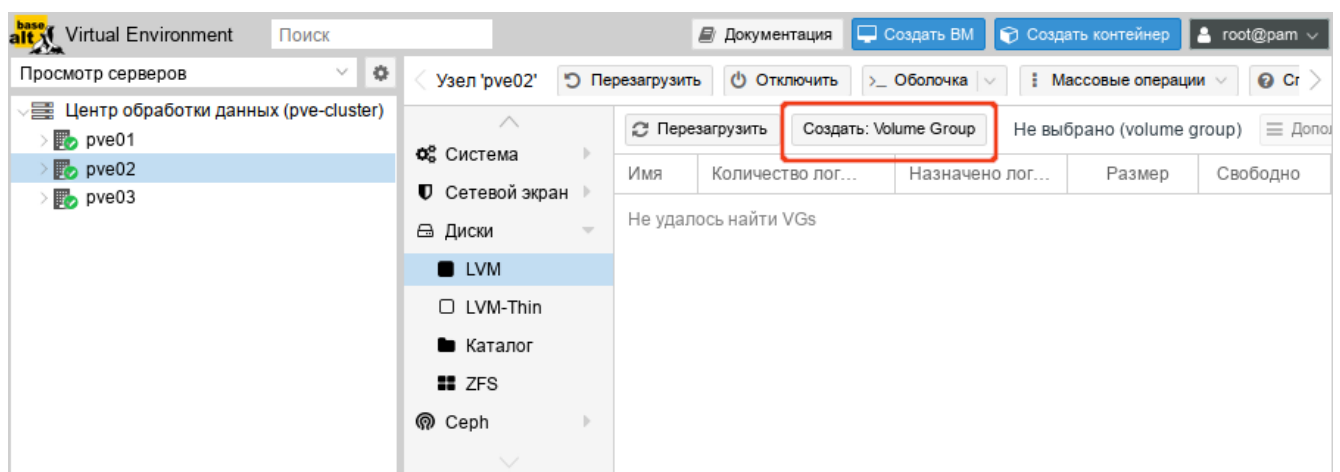 base
alt Virtual Environment Поиск Документация Создать ВМ Создать контейнер root@pam
Просмотр серверов Узел 'pve02' Перезагрузить Отключить >_ Оболочка Массовые операции Сп
Центр обработки данных (pve-cluster)
pve01
pve02
pve03
Система
Сетевой экран
Диски
LVM
LVM-Thin
Каталог
ZFS
Ceph
Перезагрузить Создать: Volume Group Не выбрано (volume group) Допол
Имя Количество лог... Назначено лог... Размер Свободно
Не удалось найти VGs